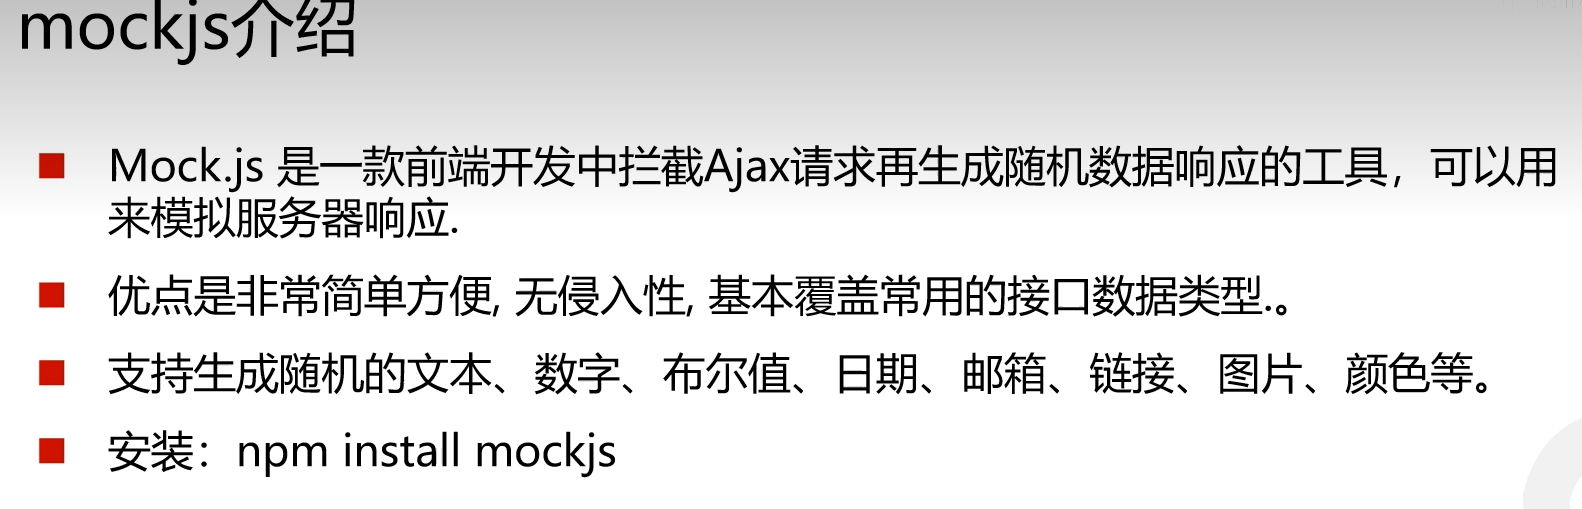 mockjs介绍
Mock.js 是一款前端开发中拦截Ajax请求再生成随机数据响应的工具，可以用
来模拟服务器响应.
优点是非常简单方便, 无侵入性, 基本覆盖常用的接口数据类型.。
支持生成随机的文本、数字、布尔值、日期、邮箱、链接、图片、颜色等。
安装：npm install mockjs